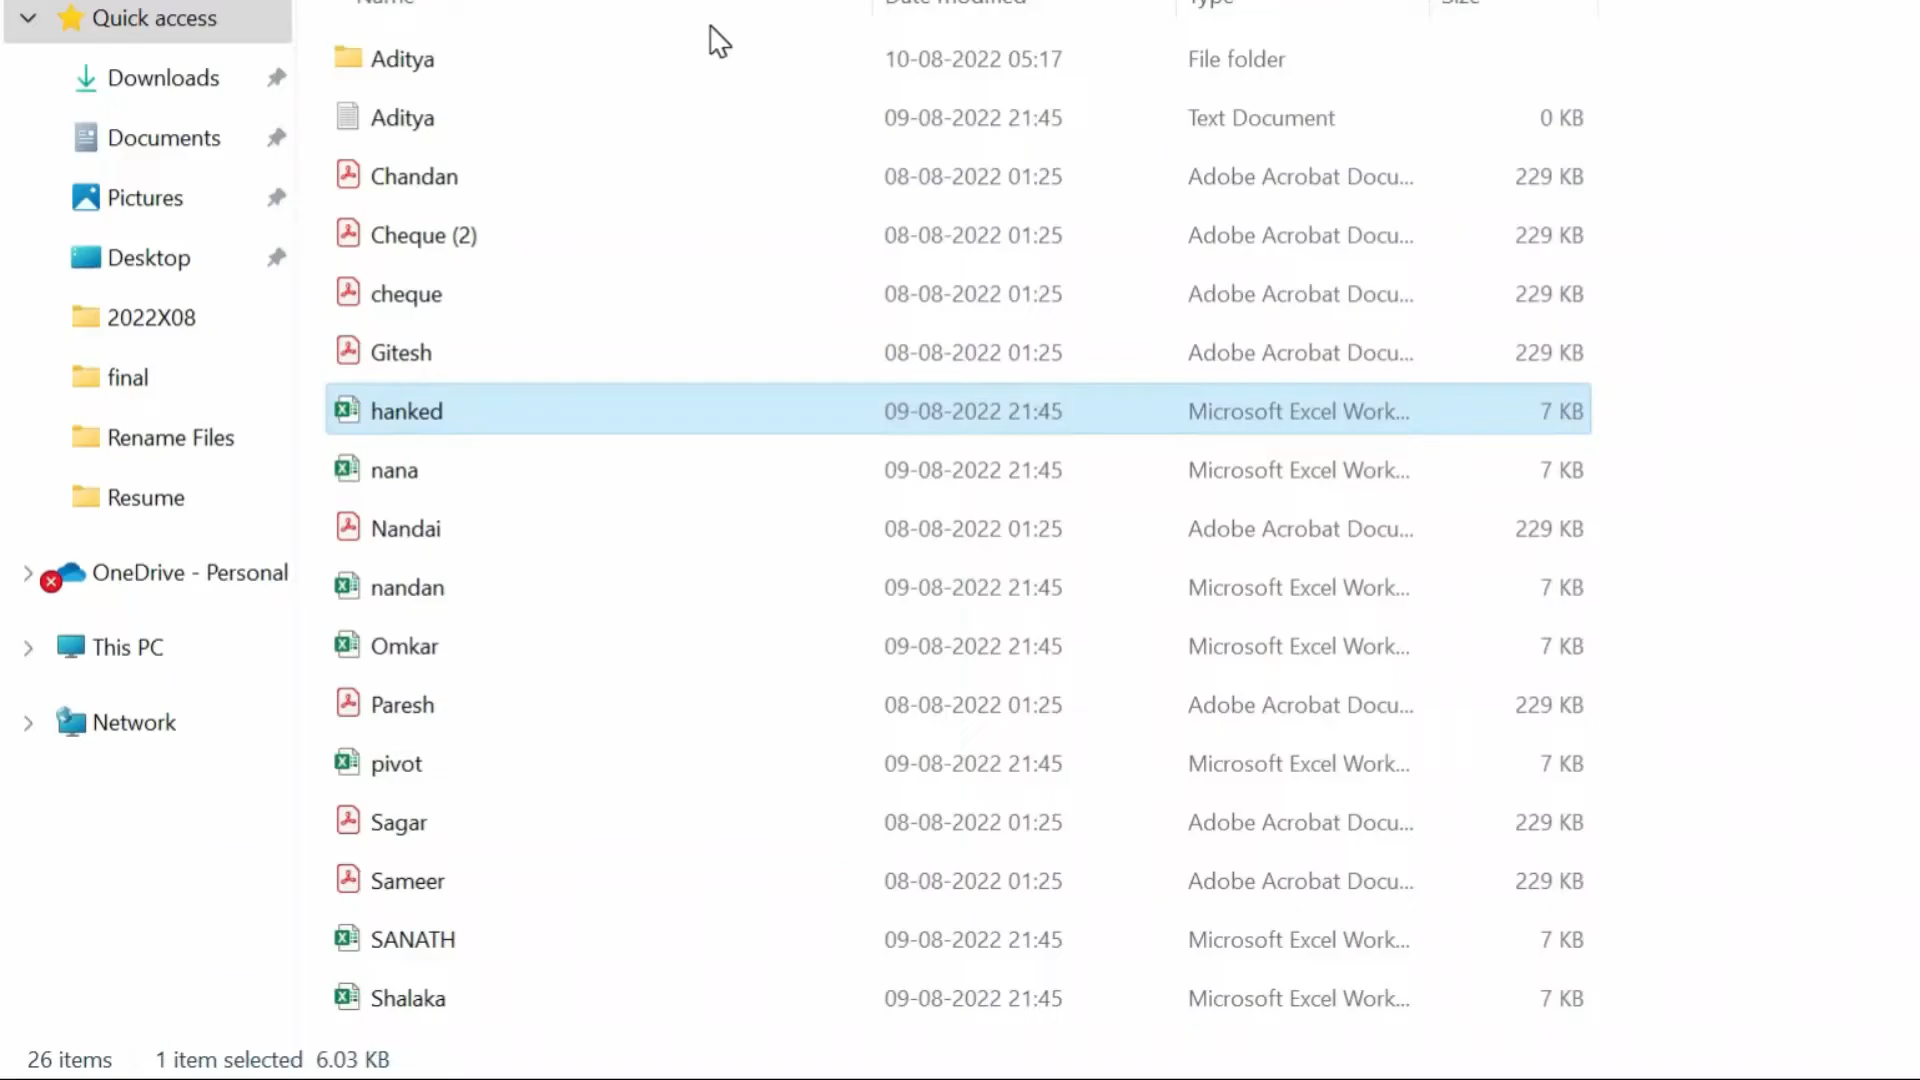 Quick access
Downloads
Documents
Pictures
Desktop
2022X08
final
Rename Files
Resume
OneDrive - Personal
This PC
Network
Name Date modified Type Size
Aditya 10-08-2022 05:17 File folder
Aditya 09-08-2022 21:45 Text Document 0 KB
Chandan 08-08-2022 01:25 Adobe Acrobat Docu... 229 KB
Cheque (2) 08-08-2022 01:25 Adobe Acrobat Docu... 229 KB
cheque 08-08-2022 01:25 Adobe Acrobat Docu... 229 KB
Gitesh 08-08-2022 01:25 Adobe Acrobat Docu... 229 KB
hanked 09-08-2022 21:45 Microsoft Excel Work... 7 KB
nana 09-08-2022 21:45 Microsoft Excel Work... 7 KB
Nandai 08-08-2022 01:25 Adobe Acrobat Docu... 229 KB
nandan 09-08-2022 21:45 Microsoft Excel Work... 7 KB
Omkar 09-08-2022 21:45 Microsoft Excel Work... 7 KB
Paresh 08-08-2022 01:25 Adobe Acrobat Docu... 229 KB
pivot 09-08-2022 21:45 Microsoft Excel Work... 7 KB
Sagar 08-08-2022 01:25 Adobe Acrobat Docu... 229 KB
Sameer 08-08-2022 01:25 Adobe Acrobat Docu... 229 KB
SANATH 09-08-2022 21:45 Microsoft Excel Work... 7 KB
Shalaka 09-08-2022 21:45 Microsoft Excel Work... 7 KB
26 items 1 item selected 6.03 KB